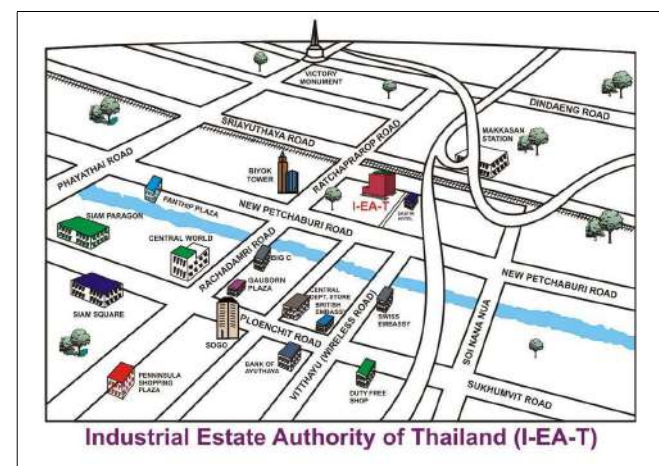 VICTORY
MONUMENT
DINDAENG ROAD
SRIAYUTHAYA ROAD
RATCHAPRAROP ROAD
MAKKASAN
STATION
PHAYATHAI ROAD
BIYOK
TOWER
I-EA-T
PANTHIP PLAZA
NEW PETCHABURI ROAD
SIAM PARAGON
CENTRAL WORLD
RACHADAMRI ROAD
BIG C
NEW PETCHABURI ROAD
GAUSORN
PLAZA
SIAM
SQUARE
CENTRAL
DEPT. STORE
BRITISH
EMBASSY
SWISS
EMBASSY
SOI NANA NUA
SOGO
PLOENCHIT ROAD
VITTHAYU (WIRELESS ROAD)
BANK OF
AYUTHAYA
PENNINSULA
SHOPPING
PLAZA
DUTY FREE
SHOP
SUKHUMVIT ROAD
Industrial Estate Authority of Thailand (I-EA-T)